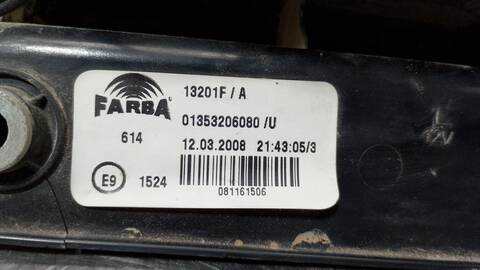 FARBA
13201F / A
01353206080 /U
614
12.03.2008 21:43:05/3
E9
1524
081161506